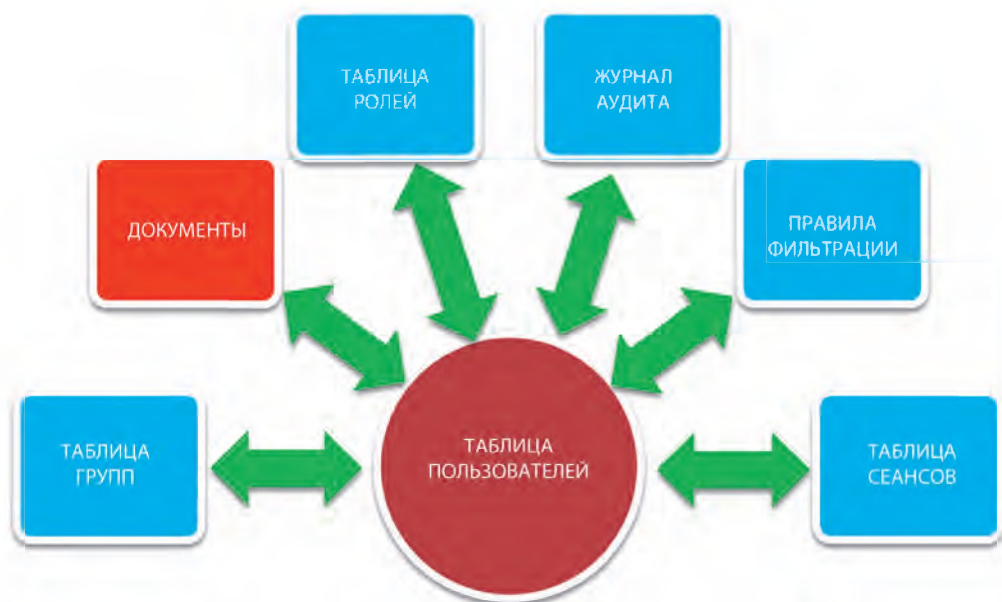 ТАБЛИЦА
РОЛЕЙ
ЖУРНАЛ
АУДИТА
ДОКУМЕНТЫ
ПРАВИЛА
ФИЛЬТРАЦИИ
ТАБЛИЦА
ГРУПП
ТАБЛИЦА
ПОЛЬЗОВАТЕЛЕЙ
ТАБЛИЦА
СЕАНСОВ